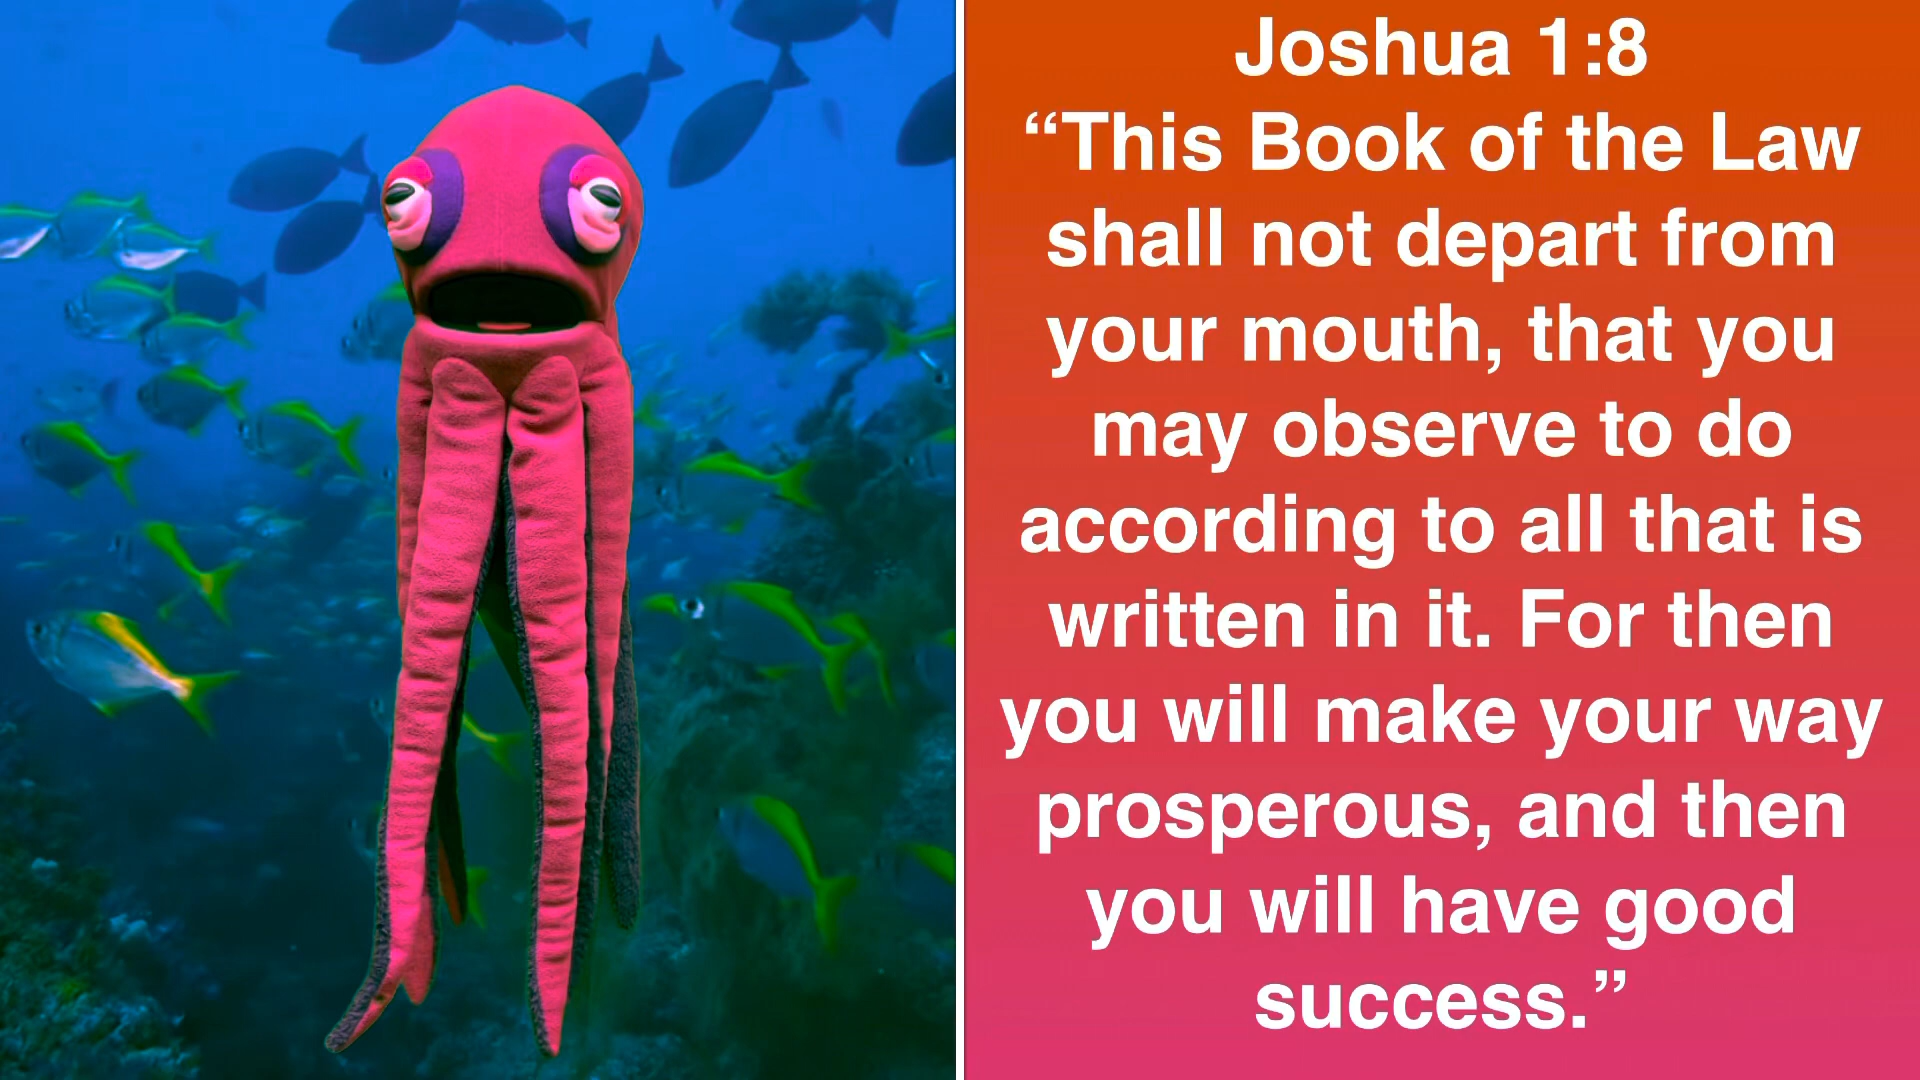 Joshua 1:8
“This Book of the Law
shall not depart from
your mouth, that you
may observe to do
according to all that is
written in it. For then
you will make your way
prosperous, and then
you will have good
success.”